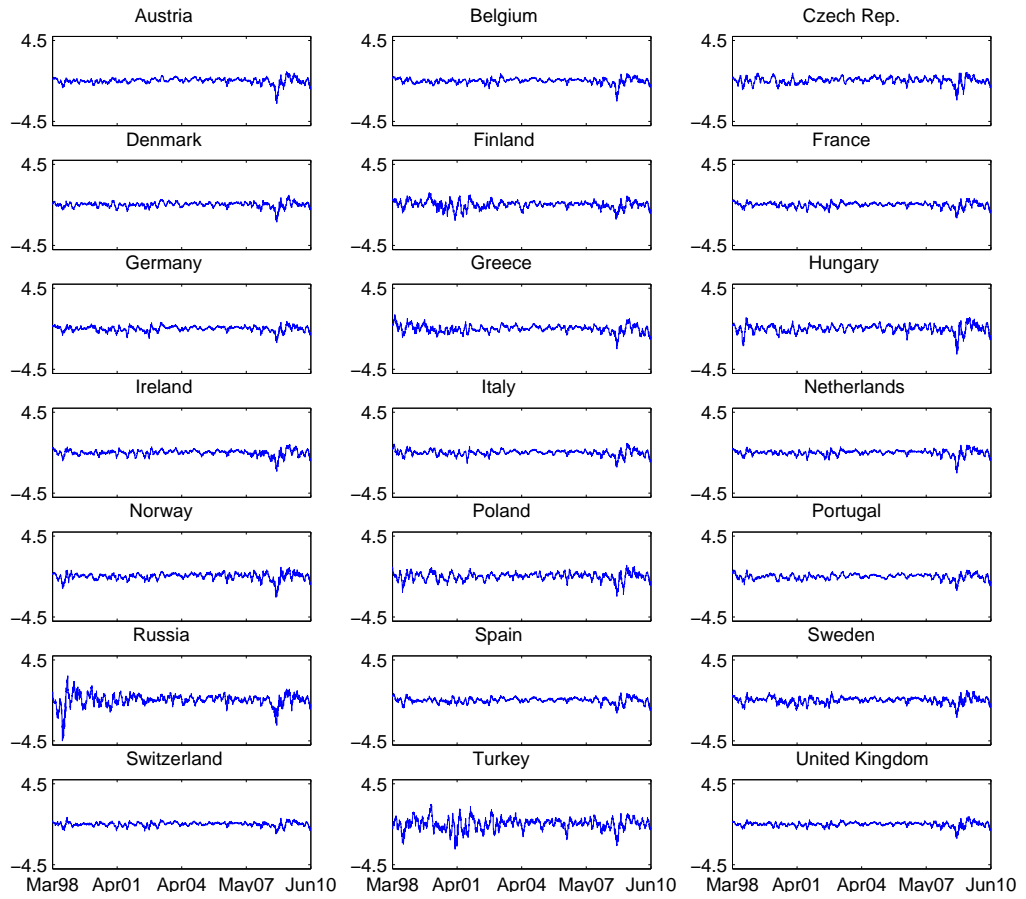 Austria Belgium Czech Rep.
4.5 4.5 4.5
−4.5 −4.5 −4.5
Denmark Finland France
4.5 4.5 4.5
−4.5 −4.5 −4.5
Germany Greece Hungary
4.5 4.5 4.5
−4.5 −4.5 −4.5
Ireland Italy Netherlands
4.5 4.5 4.5
−4.5 −4.5 −4.5
Norway Poland Portugal
4.5 4.5 4.5
−4.5 −4.5 −4.5
Russia Spain Sweden
4.5 4.5 4.5
−4.5 −4.5 −4.5
Switzerland Turkey United Kingdom
4.5 4.5 4.5
−4.5 −4.5 −4.5
Mar98 Apr01 Apr04 May07 Jun10 Mar98 Apr01 Apr04 May07 Jun10 Mar98 Apr01 Apr04 May07 Jun10